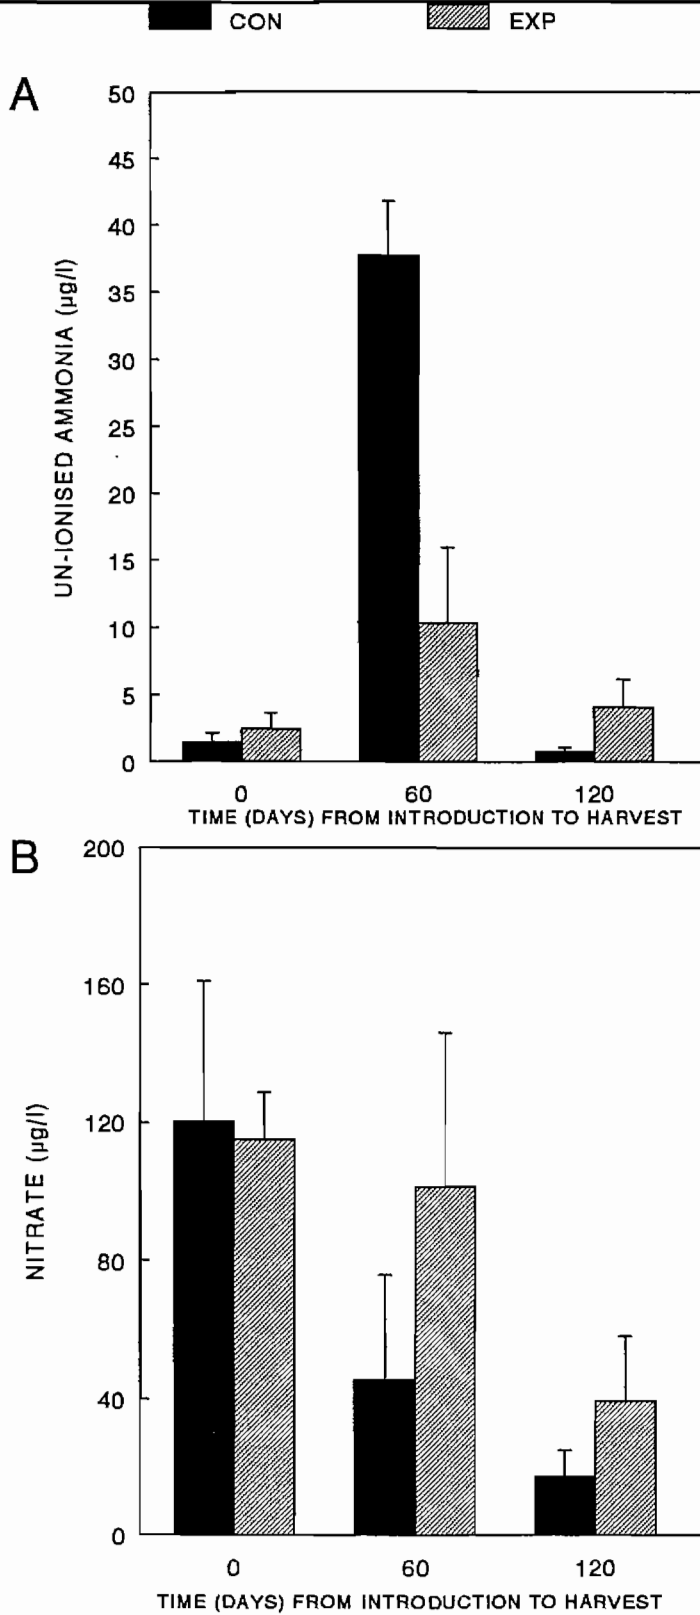 CON EXP
A
50
45
40
35
30
25
20
15
10
5
0
UN-IONISED AMMONIA (µg/l)
0 60 120
TIME (DAYS) FROM INTRODUCTION TO HARVEST
B
200
160
120
80
40
0
NITRATE (µg/l)
0 60 120
TIME (DAYS) FROM INTRODUCTION TO HARVEST